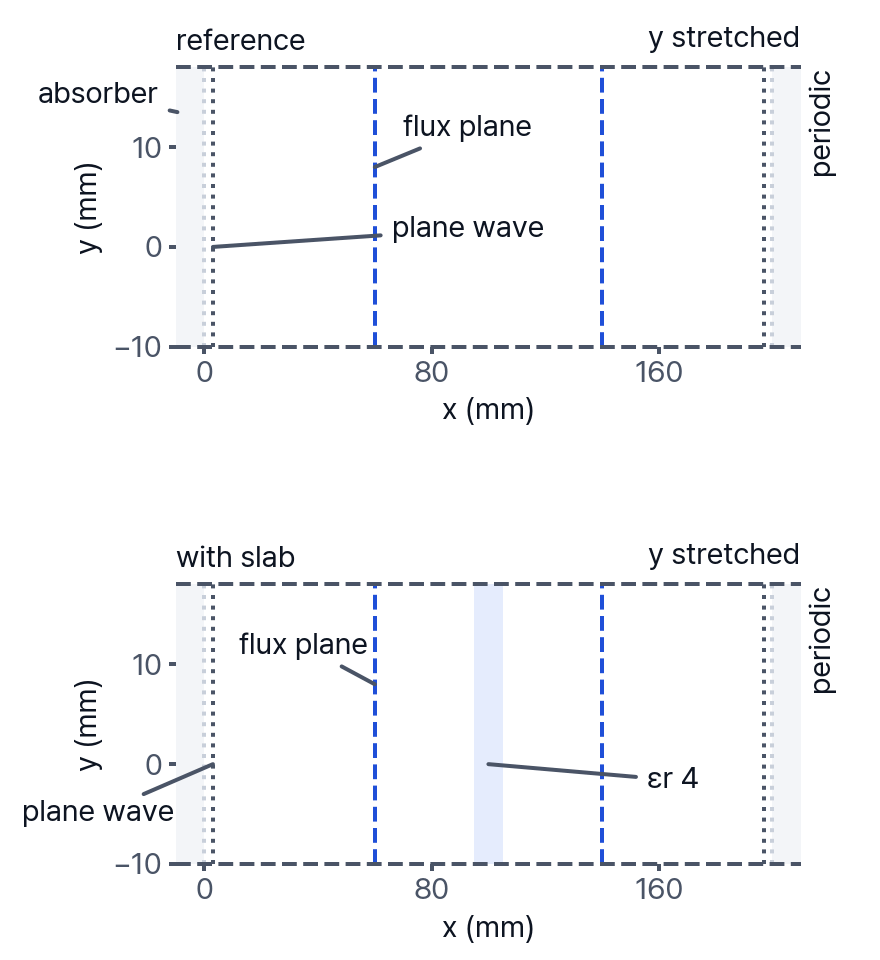 reference
y stretched
absorber
periodic
flux plane
plane wave
y (mm)
10
0
−10
0
80
160
x (mm)
with slab
y stretched
periodic
flux plane
εr 4
plane wave
y (mm)
10
0
−10
0
80
160
x (mm)